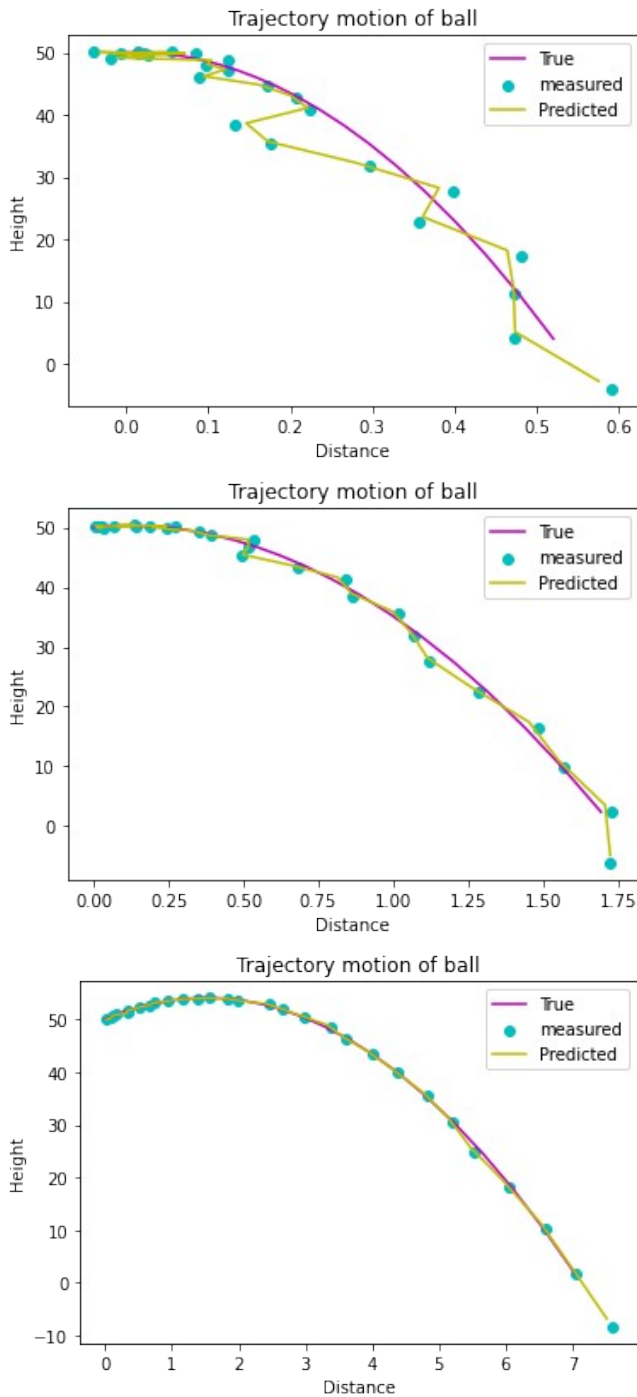 Trajectory motion of ball
50
40
30
20
10
0
Height
True
measured
Predicted
0.0 0.1 0.2 0.3 0.4 0.5 0.6
Distance
Trajectory motion of ball
50
40
30
20
10
0
Height
True
measured
Predicted
0.00 0.25 0.50 0.75 1.00 1.25 1.50 1.75
Distance
Trajectory motion of ball
50
40
30
20
10
0
−10
Height
True
measured
Predicted
0 1 2 3 4 5 6 7
Distance